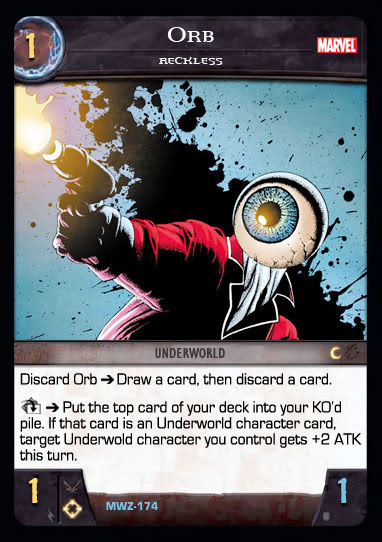 1
ORB
RECKLESS
MARVEL
UNDERWORLD
C
Discard Orb ➔ Draw a card, then discard a card.
➔ Put the top card of your deck into your KO'd
pile. If that card is an Underworld character card,
target Underwold character you control gets +2 ATK
this turn.
1
MWZ-174
1